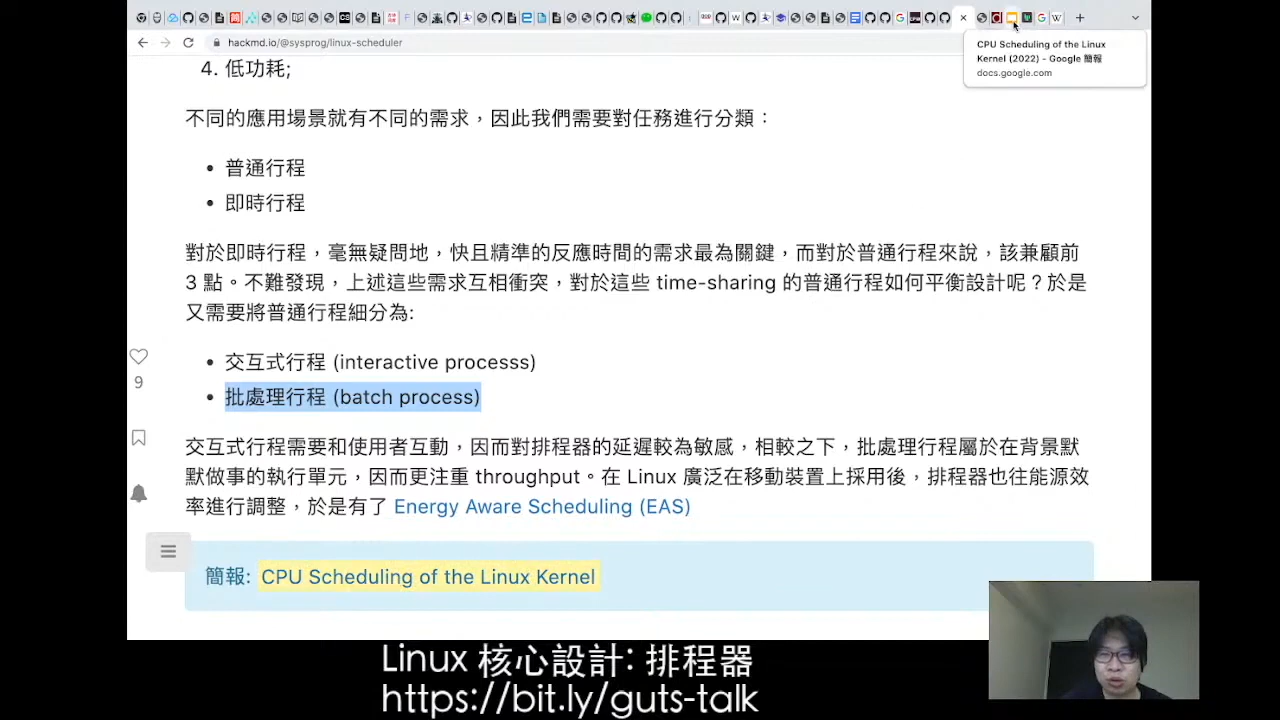 hackmd.io/@sysprog/linux-scheduler
CPU Scheduling of the Linux
Kernel (2022) - Google 簡報
docs.google.com
4. 低功耗;
不同的應用場景就有不同的需求，因此我們需要對任務進行分類：
• 普通行程
• 即時行程
對於即時行程，毫無疑問地，快且精準的反應時間的需求最為關鍵，而對於普通行程來說，該兼顧前
3 點。不難發現，上述這些需求互相衝突，對於這些 time-sharing 的普通行程如何平衡設計呢？於是
又需要將普通行程細分為:
• 交互式行程 (interactive processs)
9
• 批處理行程 (batch process)
交互式行程需要和使用者互動，因而對排程器的延遲較為敏感，相較之下，批處理行程屬於在背景默
默做事的執行單元，因而更注重 throughput。在 Linux 廣泛在移動裝置上採用後，排程器也往能源效
率進行調整，於是有了 Energy Aware Scheduling (EAS)
簡報: CPU Scheduling of the Linux Kernel
Linux 核心設計: 排程器
https://bit.ly/guts-talk